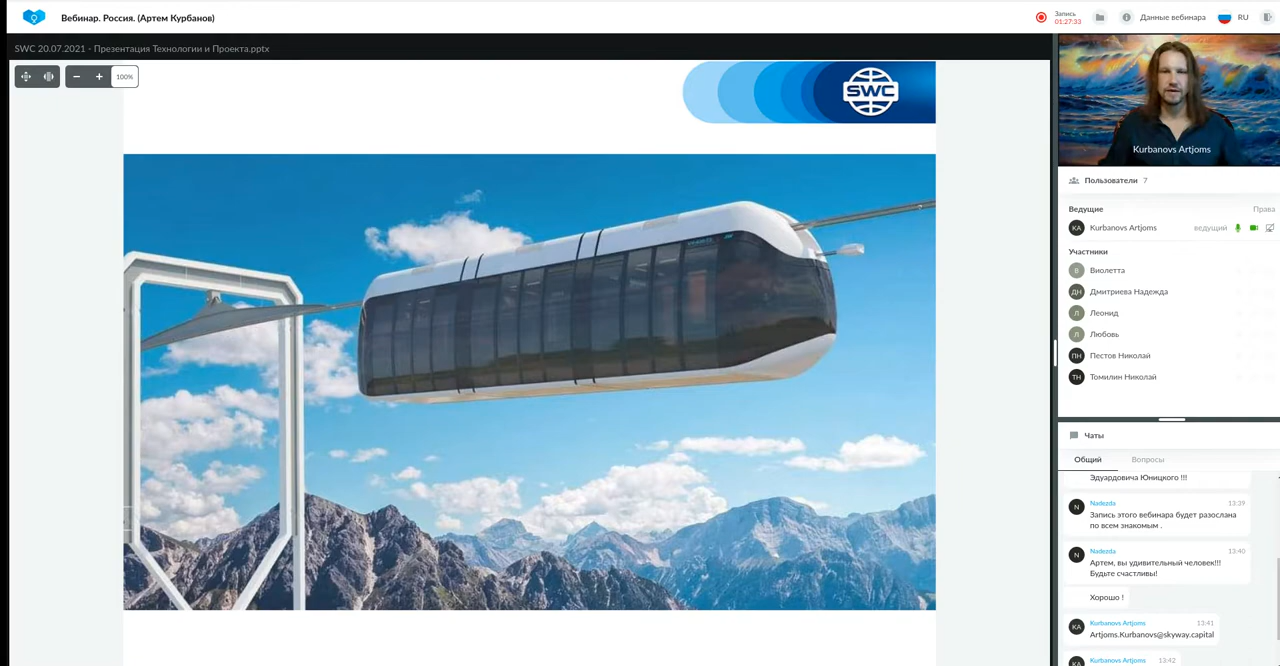 Вебинар. Россия. (Артем Курбанов)
Запись
01:27:33
Данные вебинара
RU
SWC 20.07.2021 - Презентация Технологии и Проекта.pptx
100%
SWC
Kurbanovs Artjoms
Пользователи 7
Ведущие
Права
KA
Kurbanovs Artjoms
ведущий
Участники
В
Виолетта
ДН
Дмитриева Надежда
Л
Леонид
Л
Любовь
ПН
Пестов Николай
ТН
Томилин Николай
Чаты
Общий
Вопросы
Эдуардовича Юницкого !!!
N
Nadezda
13:39
Запись этого вебинара будет разослана
по всем знакомым .
N
Nadezda
13:40
Артем, вы удивительный человек!!!
Будьте счастливы!
Хорошо !
KA
Kurbanovs Artjoms
13:41
Artjoms.Kurbanovs@skyway.capital
KA
Kurbanovs Artjoms
13:42